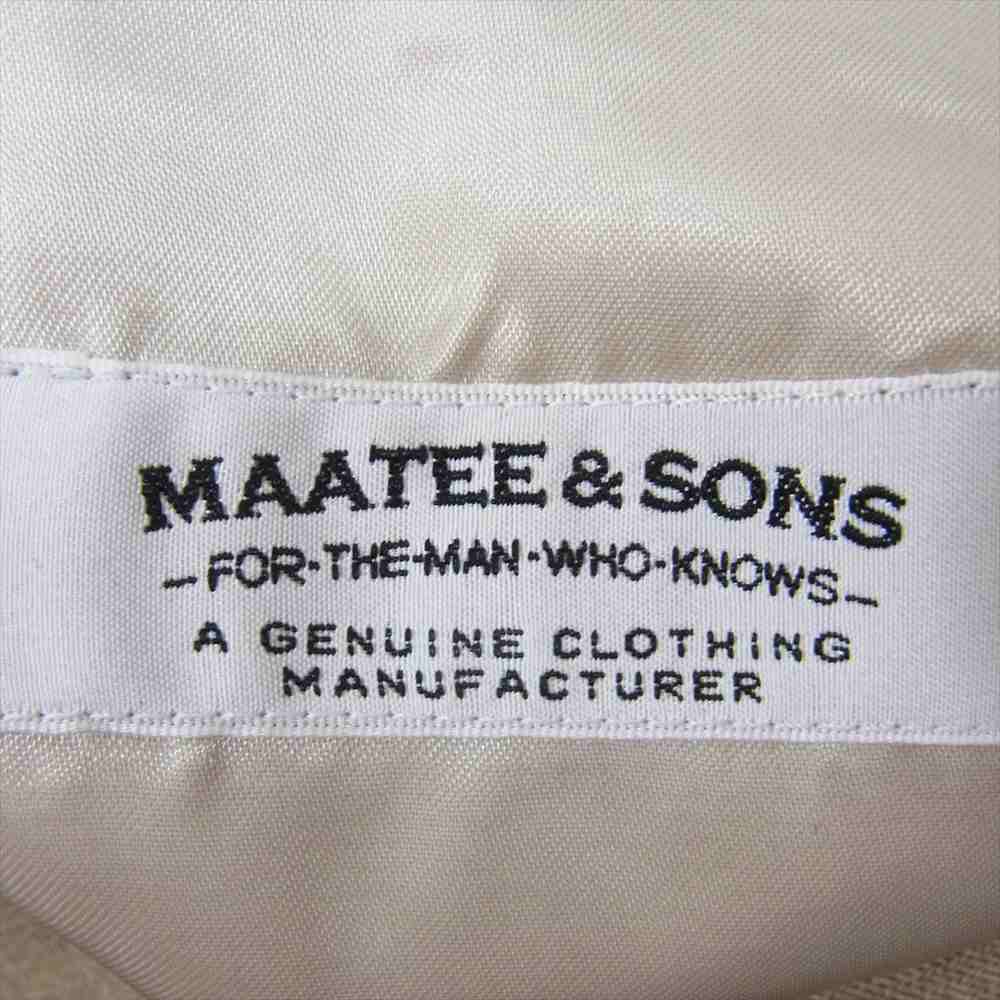 MAATEE & SONS
-FOR·THE·MAN·WHO·KNOWS-
A GENUINE CLOTHING
MANUFACTURER